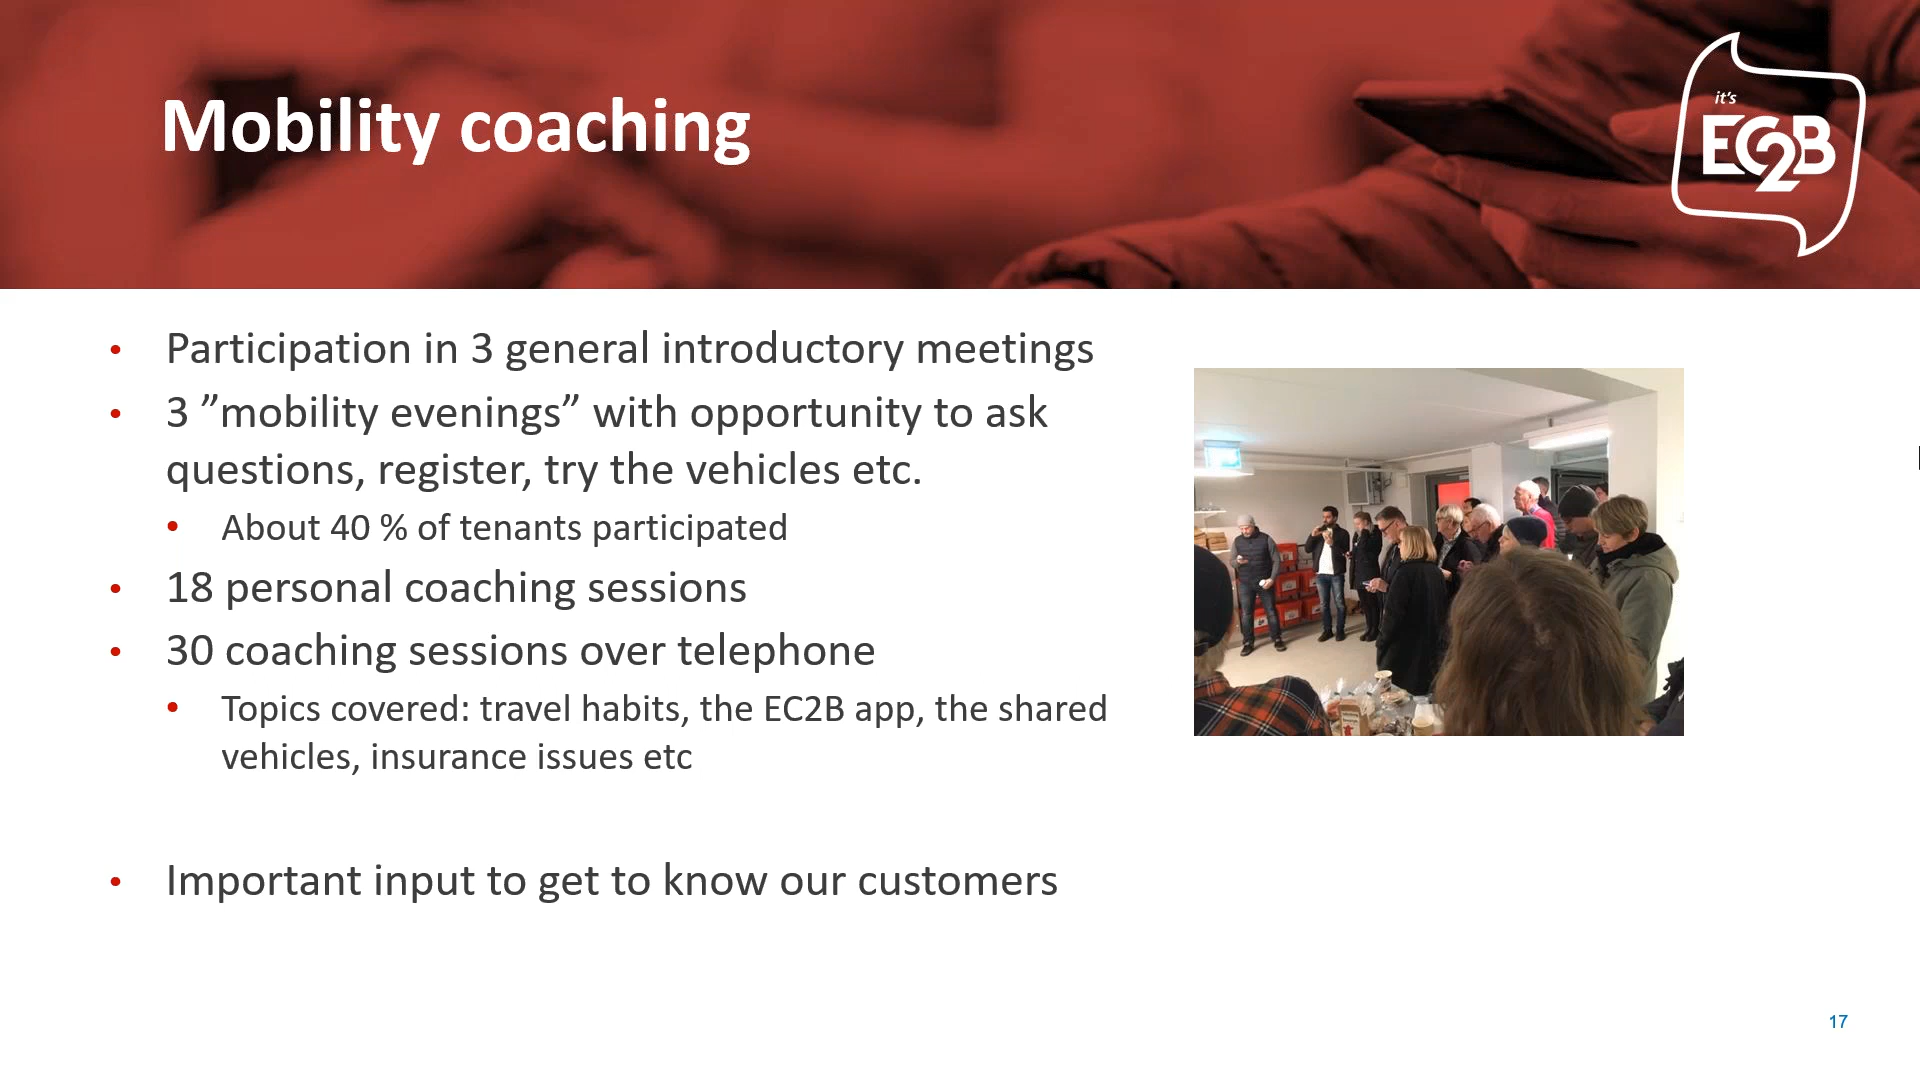 Mobility coaching
it's
EC2B
• Participation in 3 general introductory meetings
• 3 ”mobility evenings” with opportunity to ask
questions, register, try the vehicles etc.
• About 40 % of tenants participated
• 18 personal coaching sessions
• 30 coaching sessions over telephone
• Topics covered: travel habits, the EC2B app, the shared
vehicles, insurance issues etc
• Important input to get to know our customers
17